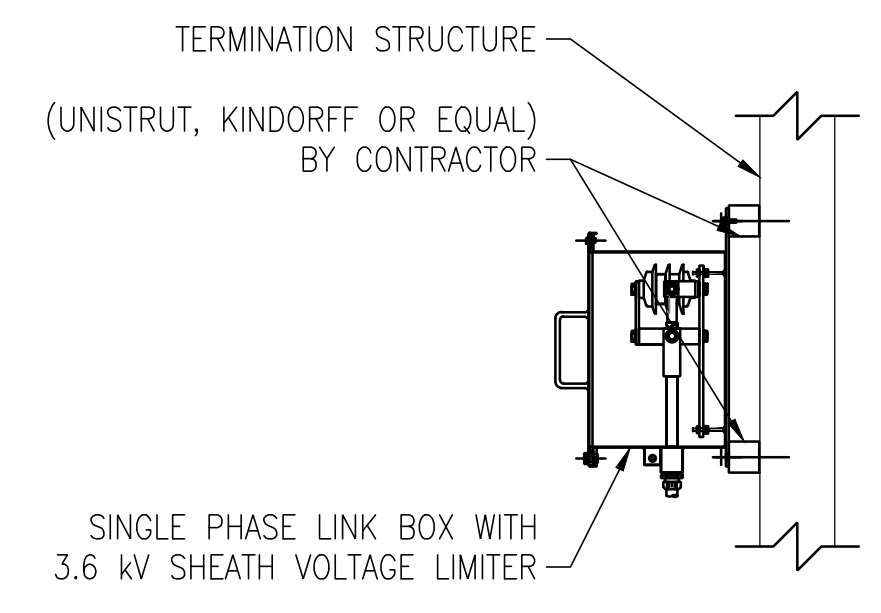 TERMINATION STRUCTURE
(UNISTRUT, KINDORFF OR EQUAL)
BY CONTRACTOR
SINGLE PHASE LINK BOX WITH
3.6 kV SHEATH VOLTAGE LIMITER